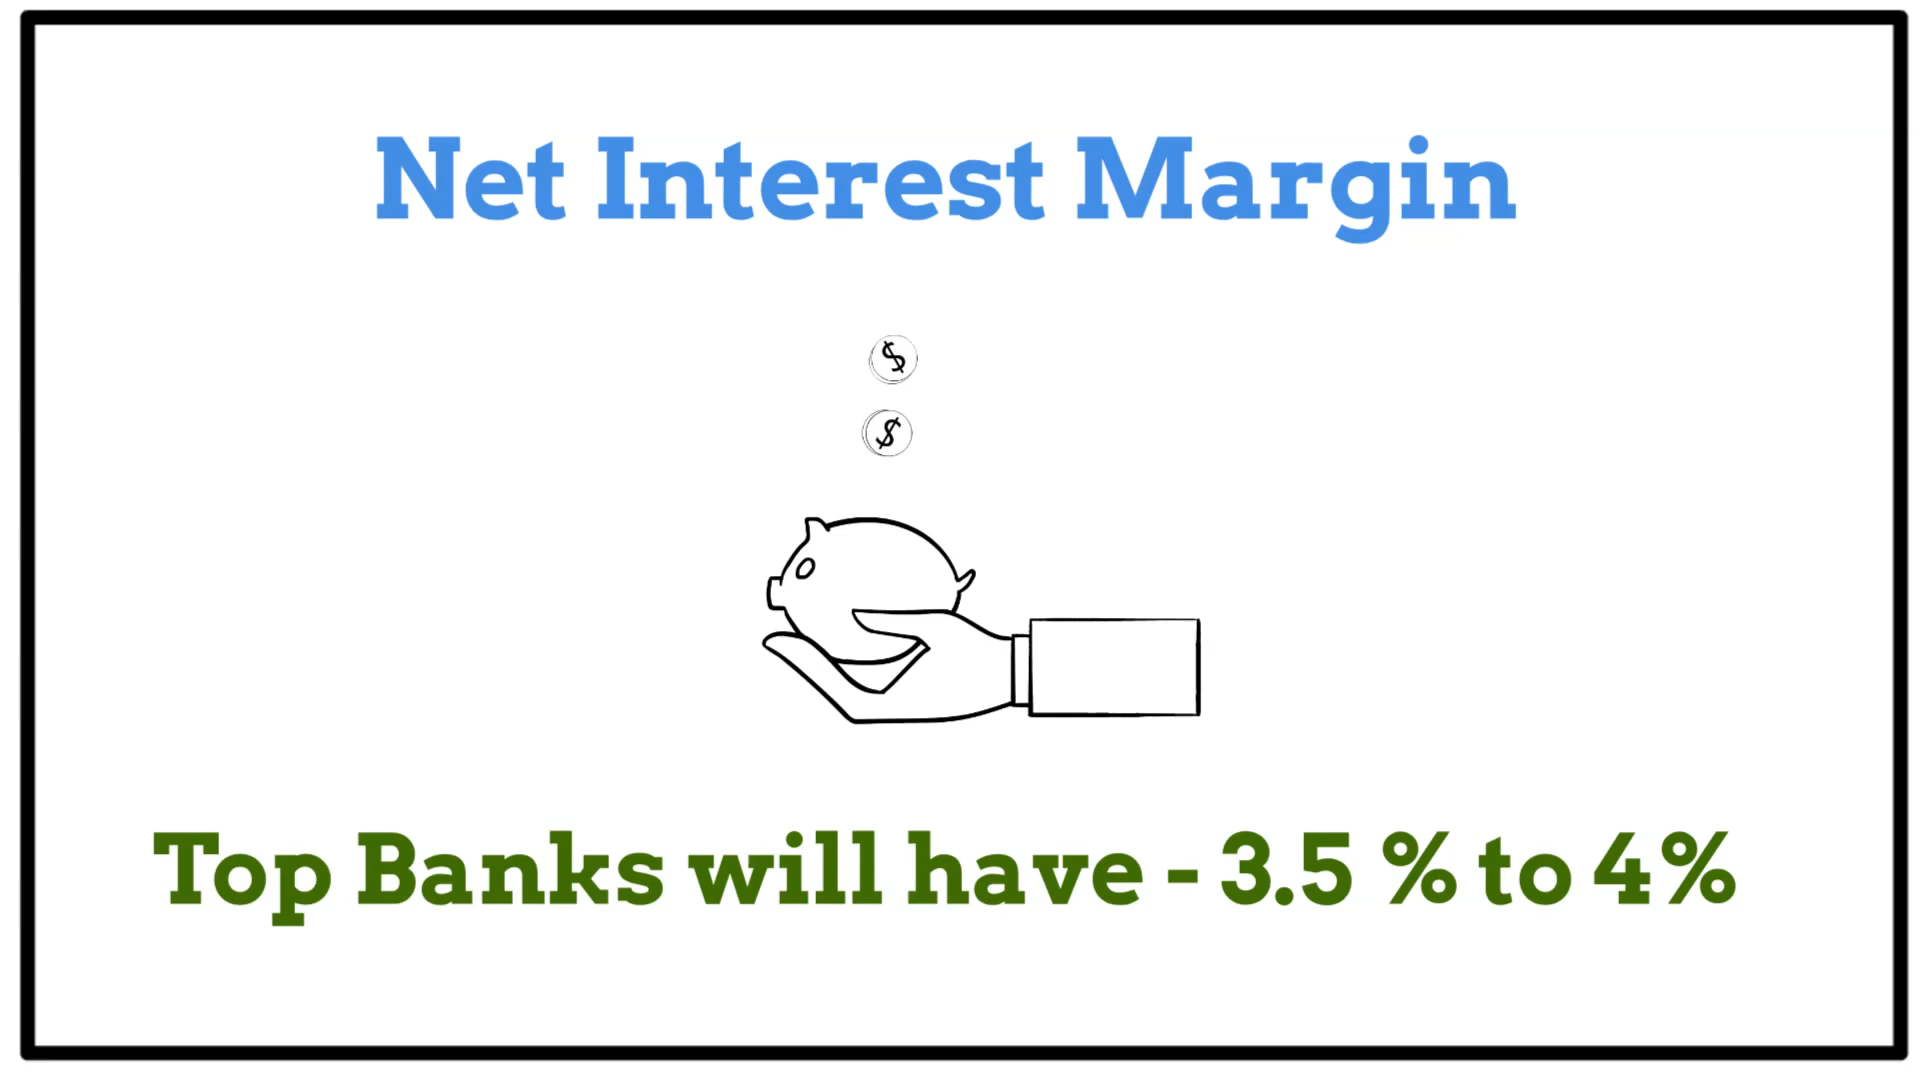 Net Interest Margin
$
$
Top Banks will have - 3.5 % to 4%